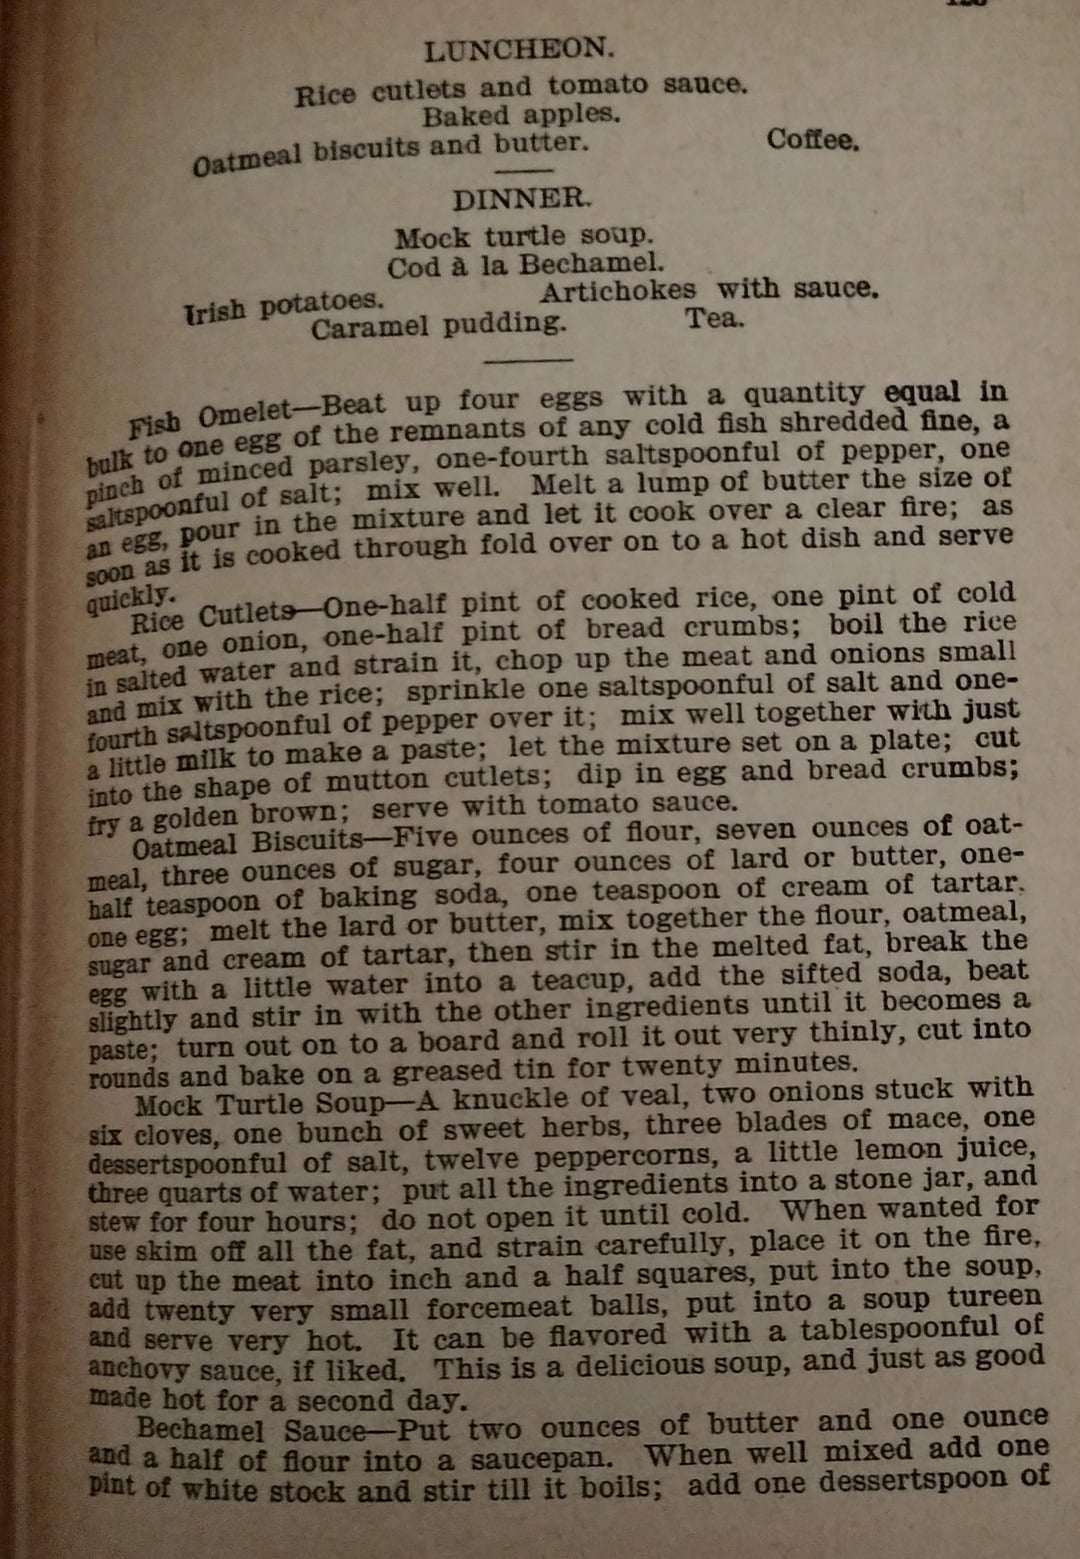 LUNCHEON.
Rice cutlets and tomato sauce.
Baked apples.
Oatmeal biscuits and butter. Coffee.
DINNER.
Mock turtle soup.
Cod à la Bechamel.
Irish potatoes. Artichokes with sauce.
Caramel pudding. Tea.
Fish Omelet—Beat up four eggs with a quantity equal in
bulk to one egg of the remnants of any cold fish shredded fine, a
pinch of minced parsley, one-fourth saltspoonful of pepper, one
saltspoonful of salt; mix well. Melt a lump of butter the size of
an egg, pour in the mixture and let it cook over a clear fire; as
soon as it is cooked through fold over on to a hot dish and serve
quickly.
Rice Cutlets—One-half pint of cooked rice, one pint of cold
meat, one onion, one-half pint of bread crumbs; boil the rice
in salted water and strain it, chop up the meat and onions small
and mix with the rice; sprinkle one saltspoonful of salt and one-
fourth saltspoonful of pepper over it; mix well together with just
a little milk to make a paste; let the mixture set on a plate; cut
into the shape of mutton cutlets; dip in egg and bread crumbs;
fry a golden brown; serve with tomato sauce.
Oatmeal Biscuits—Five ounces of flour, seven ounces of oat-
meal, three ounces of sugar, four ounces of lard or butter, one-
half teaspoon of baking soda, one teaspoon of cream of tartar.
one egg; melt the lard or butter, mix together the flour, oatmeal,
sugar and cream of tartar, then stir in the melted fat, break the
egg with a little water into a teacup, add the sifted soda, beat
slightly and stir in with the other ingredients until it becomes a
paste; turn out on to a board and roll it out very thinly, cut into
rounds and bake on a greased tin for twenty minutes.
Mock Turtle Soup—A knuckle of veal, two onions stuck with
six cloves, one bunch of sweet herbs, three blades of mace, one
dessertspoonful of salt, twelve peppercorns, a little lemon juice,
three quarts of water; put all the ingredients into a stone jar, and
stew for four hours; do not open it until cold. When wanted for
use skim off all the fat, and strain carefully, place it on the fire,
cut up the meat into inch and a half squares, put into the soup,
add twenty very small forcemeat balls, put into a soup tureen
and serve very hot. It can be flavored with a tablespoonful of
anchovy sauce, if liked. This is a delicious soup, and just as good
made hot for a second day.
Bechamel Sauce—Put two ounces of butter and one ounce
and a half of flour into a saucepan. When well mixed add one
pint of white stock and stir till it boils; add one dessertspoon of